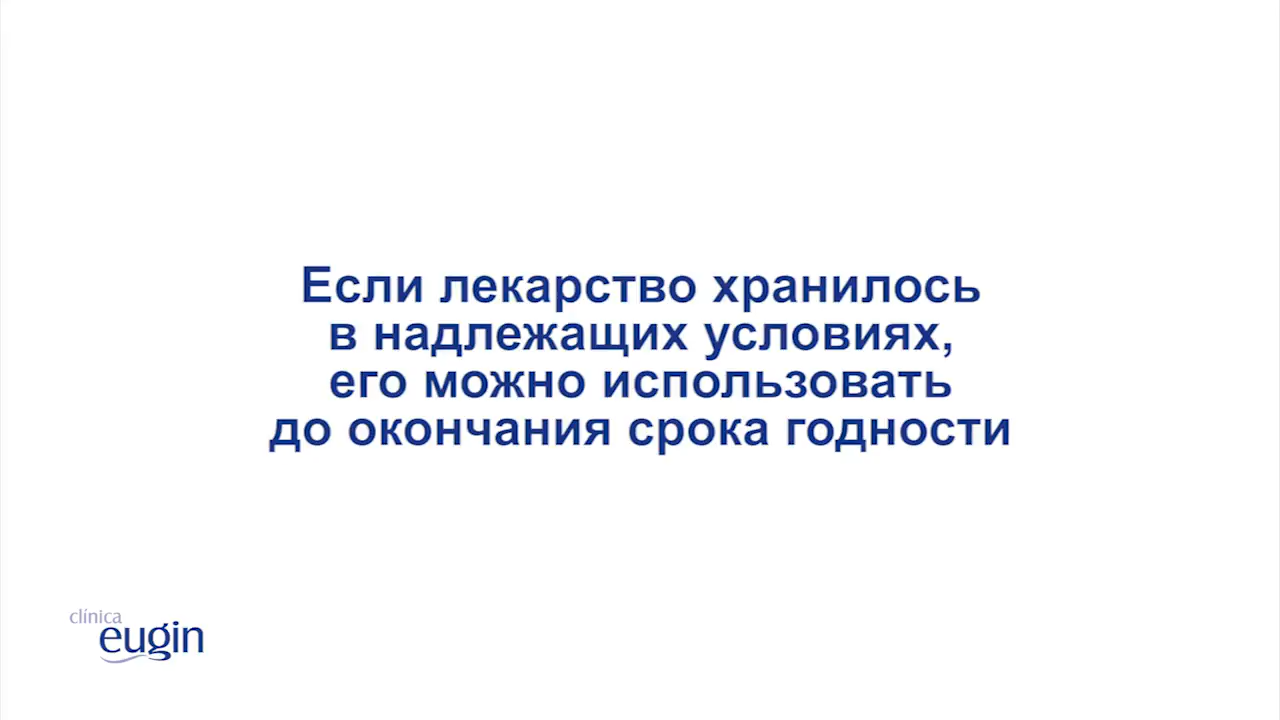 Если лекарство хранилось
в надлежащих условиях,
его можно использовать
до окончания срока годности
clínica
eugin